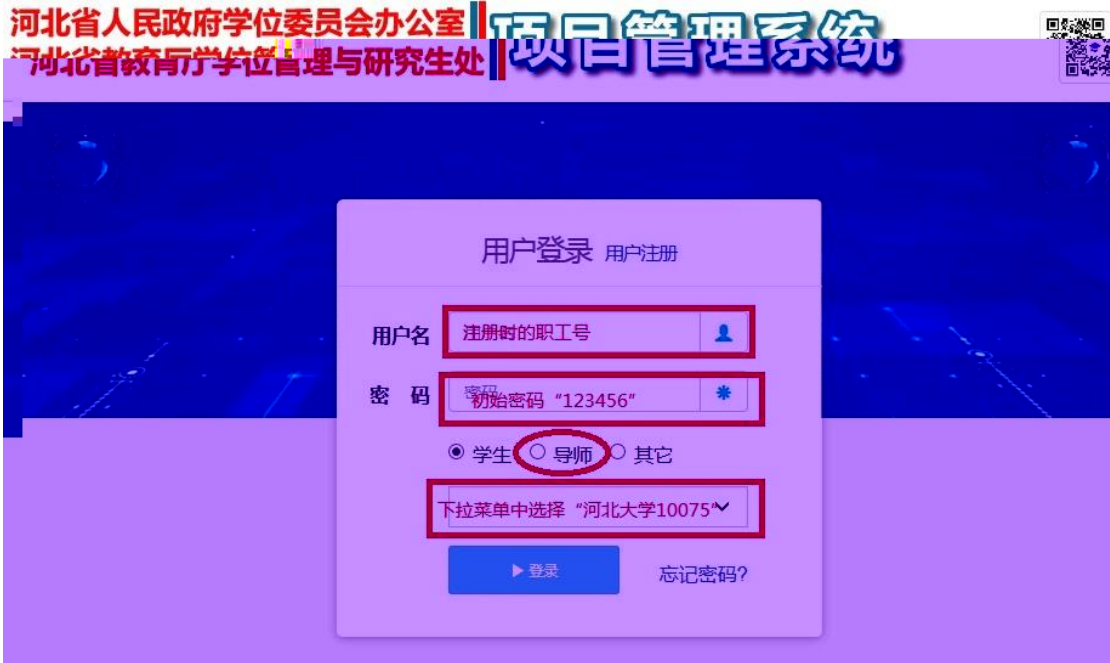 河北省人民政府学位委员会办公室
河北省教育厅学位管理与研究生处
项目管理系统
用户登录 用户注册
用户名 注册时的职工号
密 码 密码 初始密码“123456”
学生 导师 其它
下拉菜单中选择“河北大学10075”
登录 忘记密码?